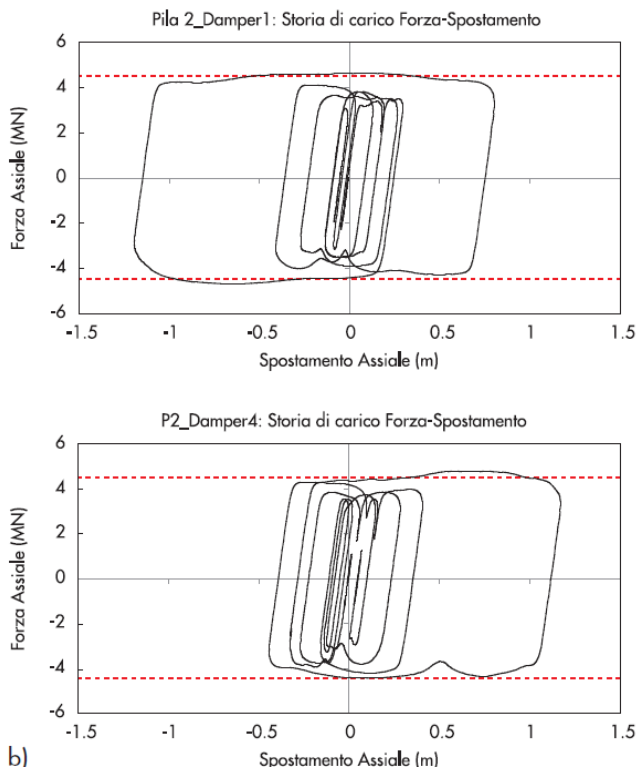 Pila 2_Damper1: Storia di carico Forza-Spostamento
6
4
2
0
-2
-4
-6
Forza Assiale (MN)
-1.5 -1 -0.5 0 0.5 1 1.5
Spostamento Assiale (m)
P2_Damper4: Storia di carico Forza-Spostamento
6
4
2
0
-2
-4
-6
Forza Assiale (MN)
-1.5 -1 -0.5 0 0.5 1 1.5
b) Spostamento Assiale (m)